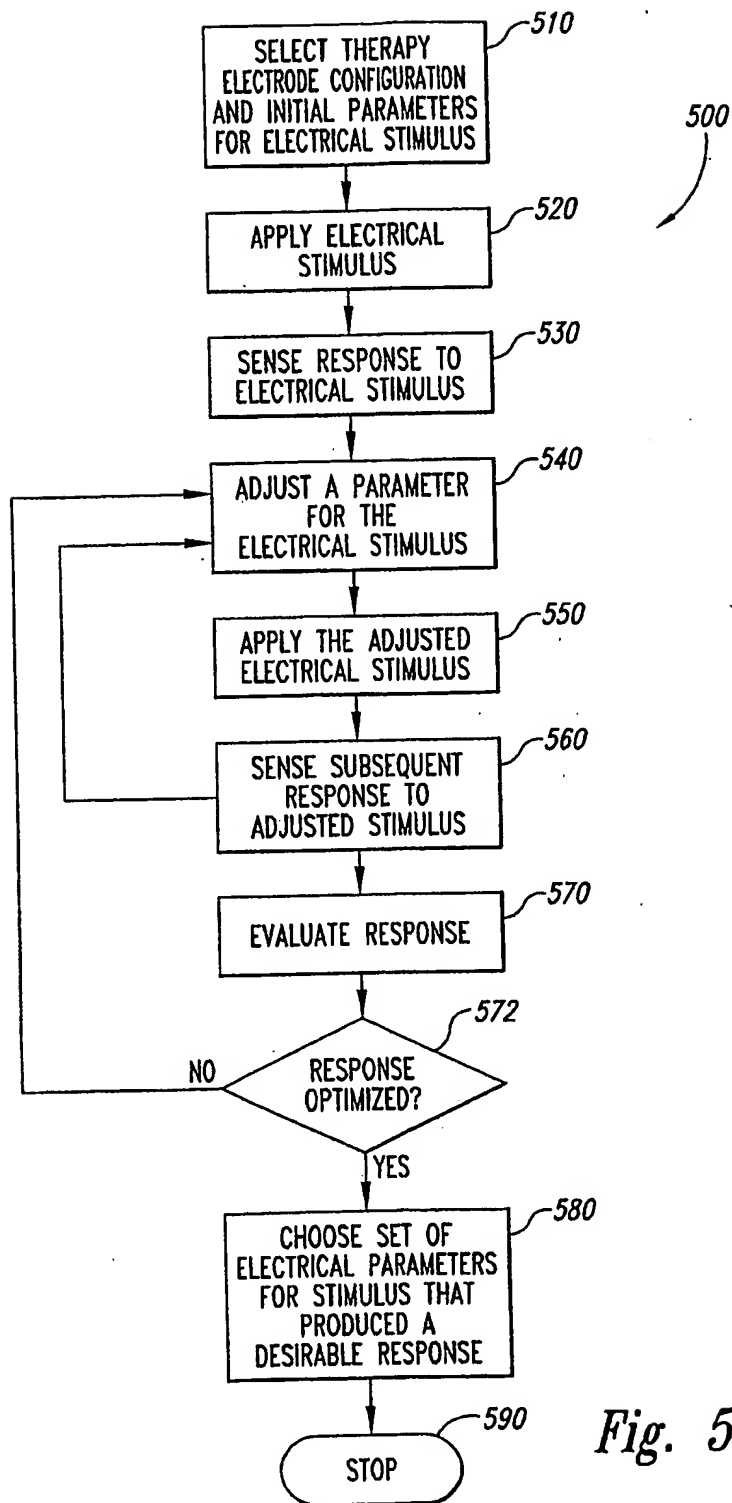 510
SELECT THERAPY
ELECTRODE CONFIGURATION
AND INITIAL PARAMETERS
FOR ELECTRICAL STIMULUS
500
520
APPLY ELECTRICAL
STIMULUS
530
SENSE RESPONSE TO
ELECTRICAL STIMULUS
540
ADJUST A PARAMETER
FOR THE
ELECTRICAL STIMULUS
550
APPLY THE ADJUSTED
ELECTRICAL STIMULUS
560
SENSE SUBSEQUENT
RESPONSE TO
ADJUSTED STIMULUS
570
EVALUATE RESPONSE
572
NO
RESPONSE
OPTIMIZED?
YES
580
CHOOSE SET OF
ELECTRICAL PARAMETERS
FOR STIMULUS THAT
PRODUCED A
DESIRABLE RESPONSE
590
STOP
Fig. 5